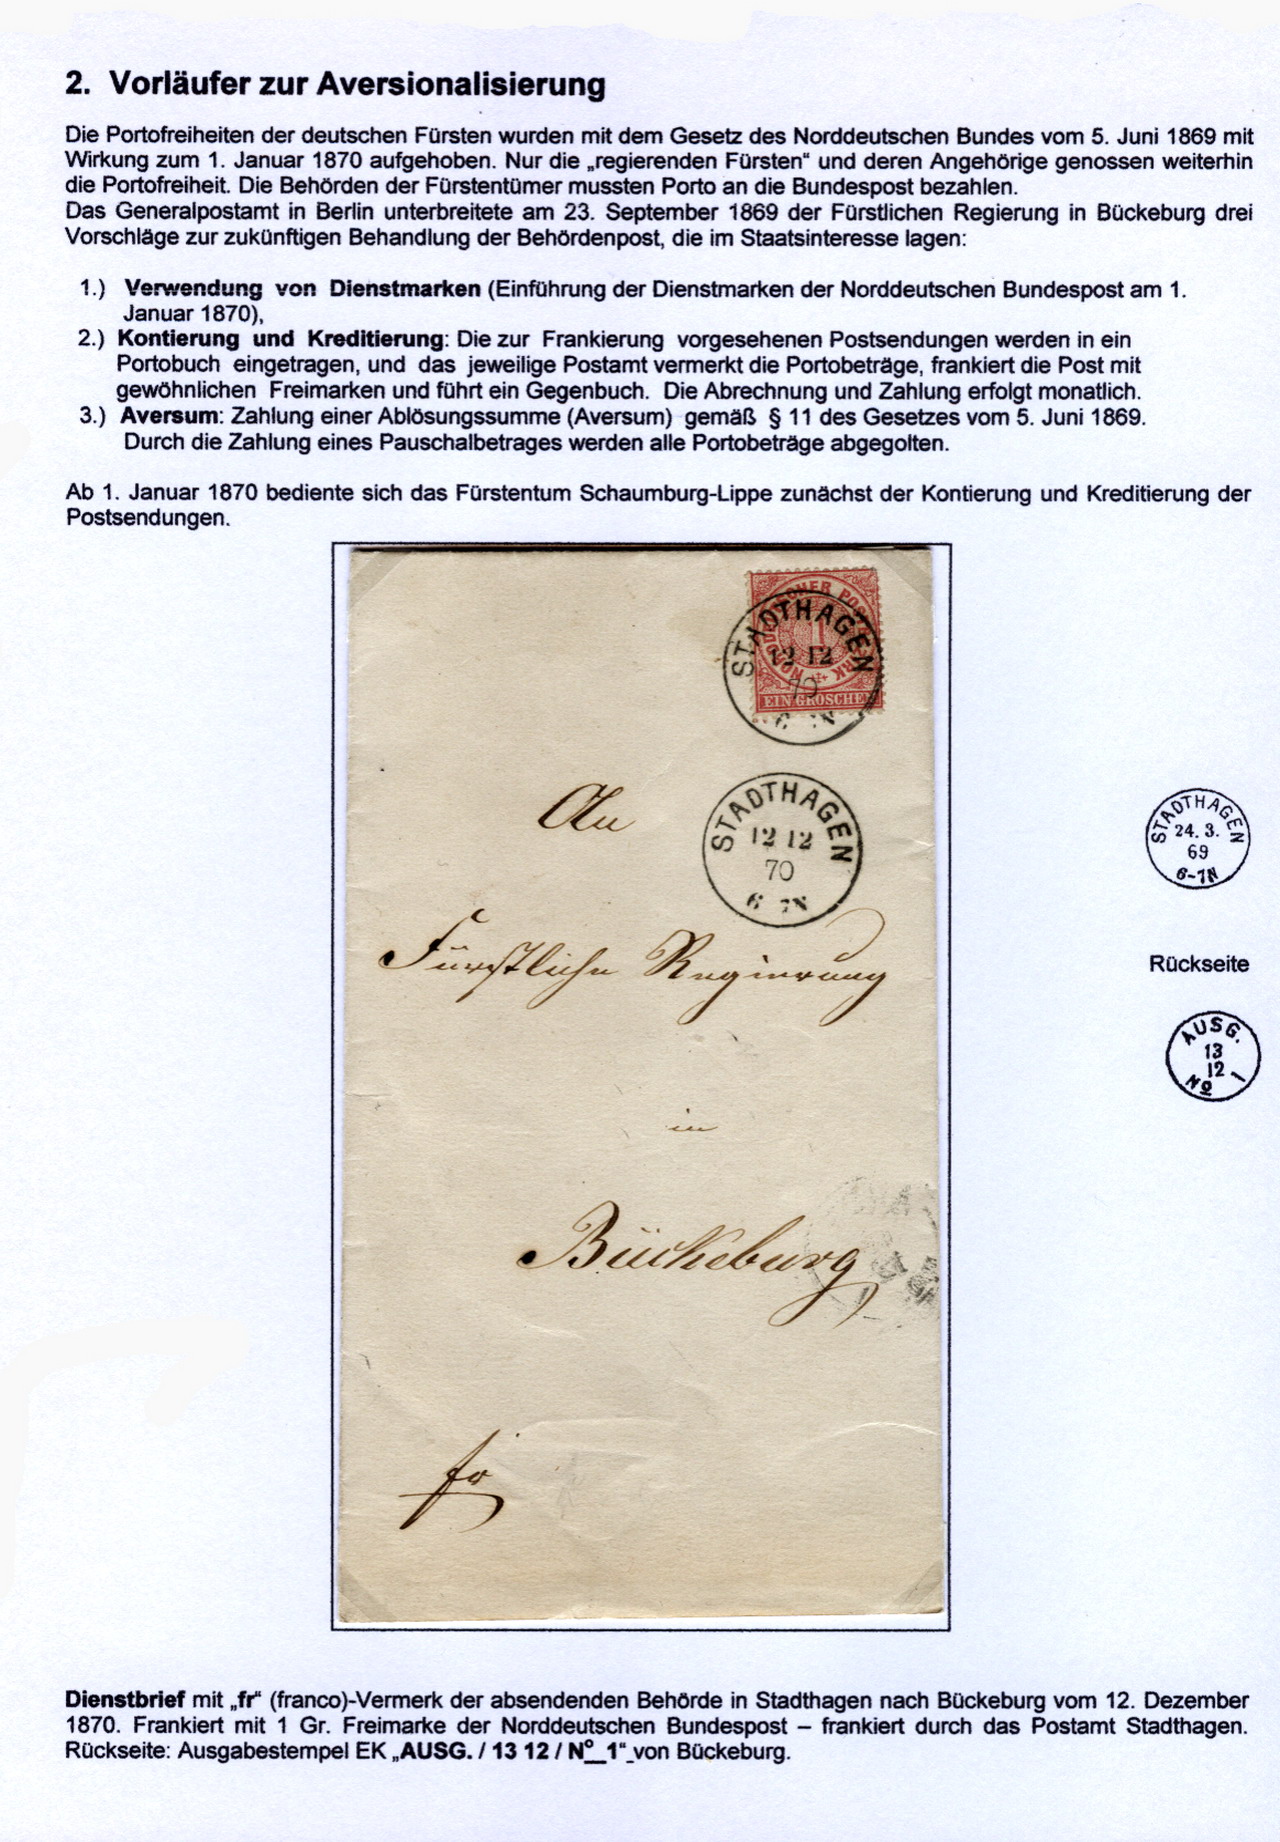 2. Vorläufer zur Aversionalisierung
Die Portofreiheiten der deutschen Fürsten wurden mit dem Gesetz des Norddeutschen Bundes vom 5. Juni 1869 mit
Wirkung zum 1. Januar 1870 aufgehoben. Nur die „regierenden Fürsten“ und deren Angehörige genossen weiterhin
die Portofreiheit. Die Behörden der Fürstentümer mussten Porto an die Bundespost bezahlen.
Das Generalpostamt in Berlin unterbreitete am 23. September 1869 der Fürstlichen Regierung in Bückeburg drei
Vorschläge zur zukünftigen Behandlung der Behördenpost, die im Staatsinteresse lagen:
1.) Verwendung von Dienstmarken (Einführung der Dienstmarken der Norddeutschen Bundespost am 1.
Januar 1870),
2.) Kontierung und Kreditierung: Die zur Frankierung vorgesehenen Postsendungen werden in ein
Portobuch eingetragen, und das jeweilige Postamt vermerkt die Portobeträge, frankiert die Post mit
gewöhnlichen Freimarken und führt ein Gegenbuch. Die Abrechnung und Zahlung erfolgt monatlich.
3.) Aversum: Zahlung einer Ablösungssumme (Aversum) gemäß § 11 des Gesetzes vom 5. Juni 1869.
Durch die Zahlung eines Pauschalbetrages werden alle Portobeträge abgegolten.
Ab 1. Januar 1870 bediente sich das Fürstentum Schaumburg-Lippe zunächst der Kontierung und Kreditierung der
Postsendungen.
NORDDEUTSCHER POSTBEZIRK
1
EIN GROSCHEN
STADTHAGEN
12 12
70
6 7N
An
STADTHAGEN
12 12
70
6 7N
Fürstliche Regierung
in
Bückeburg
fr
STADTHAGEN
24. 3.
69
6-7N
Rückseite
AUSG.
13
12
No 1
Dienstbrief mit „fr“ (franco)-Vermerk der absendenden Behörde in Stadthagen nach Bückeburg vom 12. Dezember
1870. Frankiert mit 1 Gr. Freimarke der Norddeutschen Bundespost – frankiert durch das Postamt Stadthagen.
Rückseite: Ausgabestempel EK „AUSG. / 13 12 / Nº 1“ von Bückeburg.